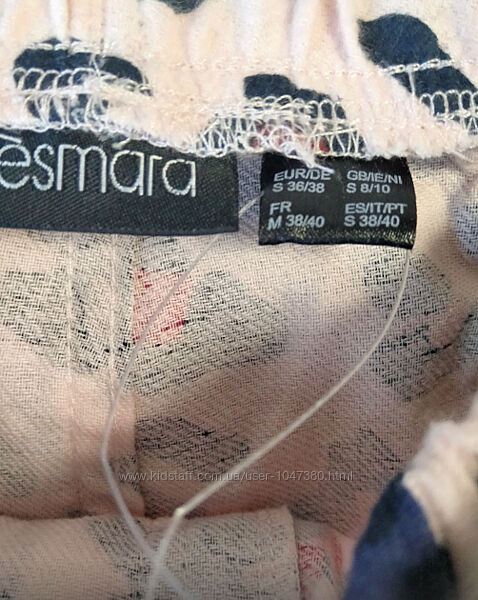 èsmára
EUR/DE GB/IE/NI
S 36/38 S 8/10
FR ES/IT/PT
M 38/40 S 38/40
www.kidstaff.com.ua/user-1047380.html